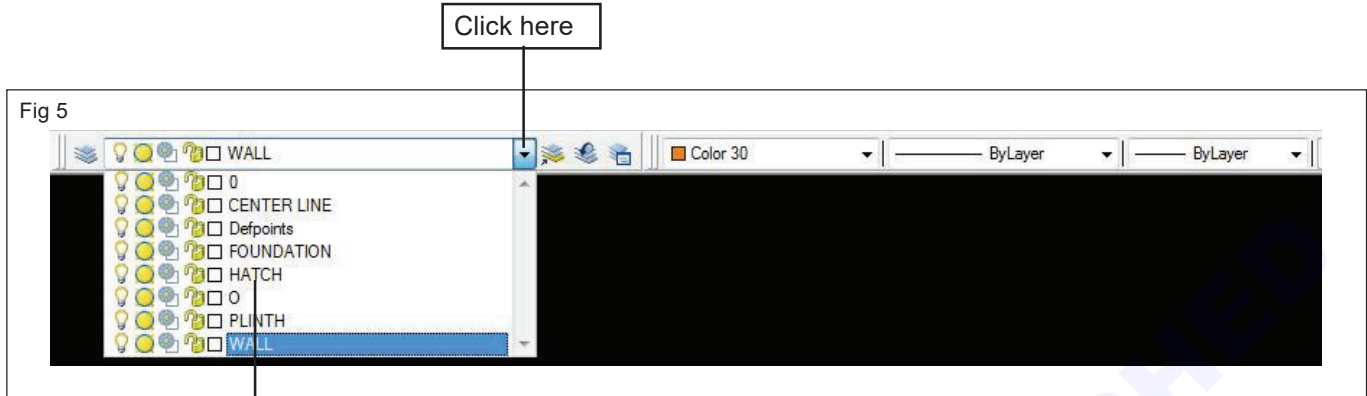 Click here
Fig 5
WALL Color 30 ByLayer ByLayer
0
CENTER LINE
Defpoints
FOUNDATION
HATCH
O
PLINTH
WALL